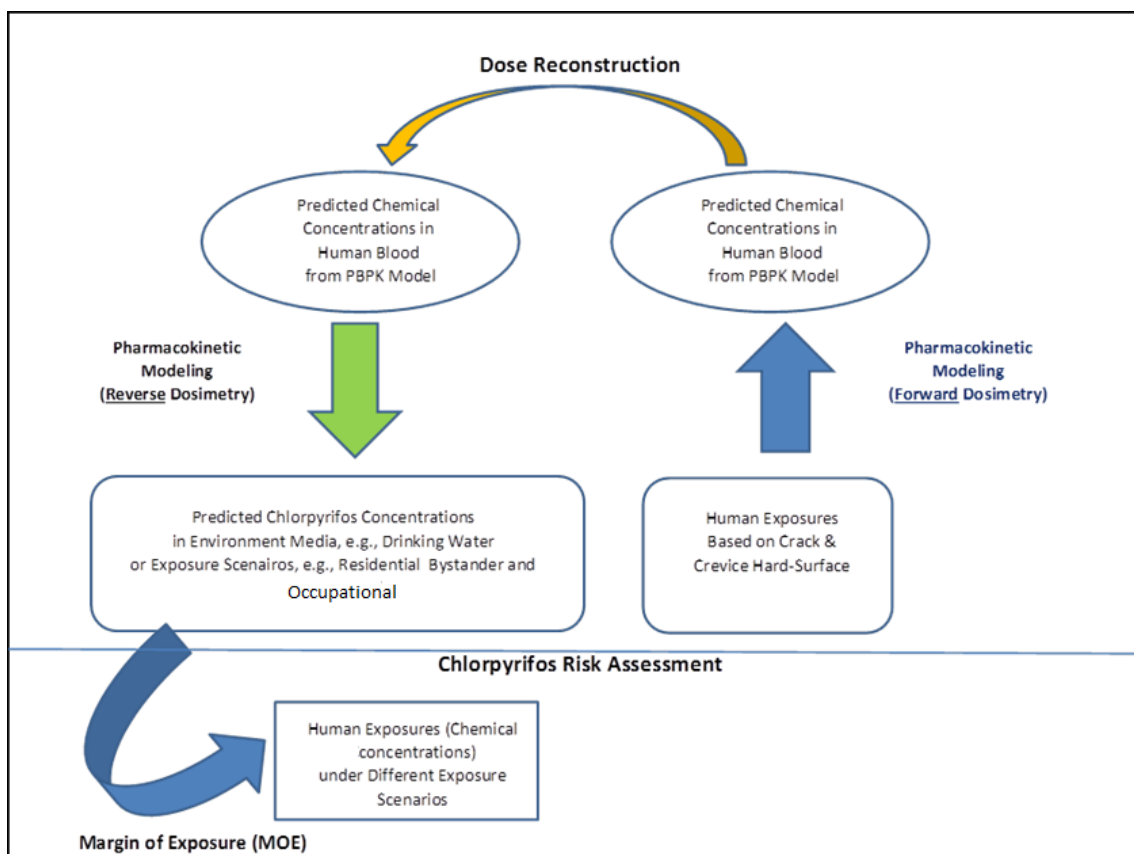 Dose Reconstruction
Predicted Chemical
Concentrations in
Human Blood
from PBPK Model
Predicted Chemical
Concentrations in
Human Blood
from PBPK Model
Pharmacokinetic
Modeling
(Reverse Dosimetry)
Pharmacokinetic
Modeling
(Forward Dosimetry)
Predicted Chlorpyrifos Concentrations
in Environment Media, e.g., Drinking Water
or Exposure Scenairos, e.g., Residential Bystander and
Occupational
Human Exposures
Based on Crack &
Crevice Hard-Surface
Chlorpyrifos Risk Assessment
Human Exposures (Chemical
concentrations)
under Different Exposure
Scenarios
Margin of Exposure (MOE)